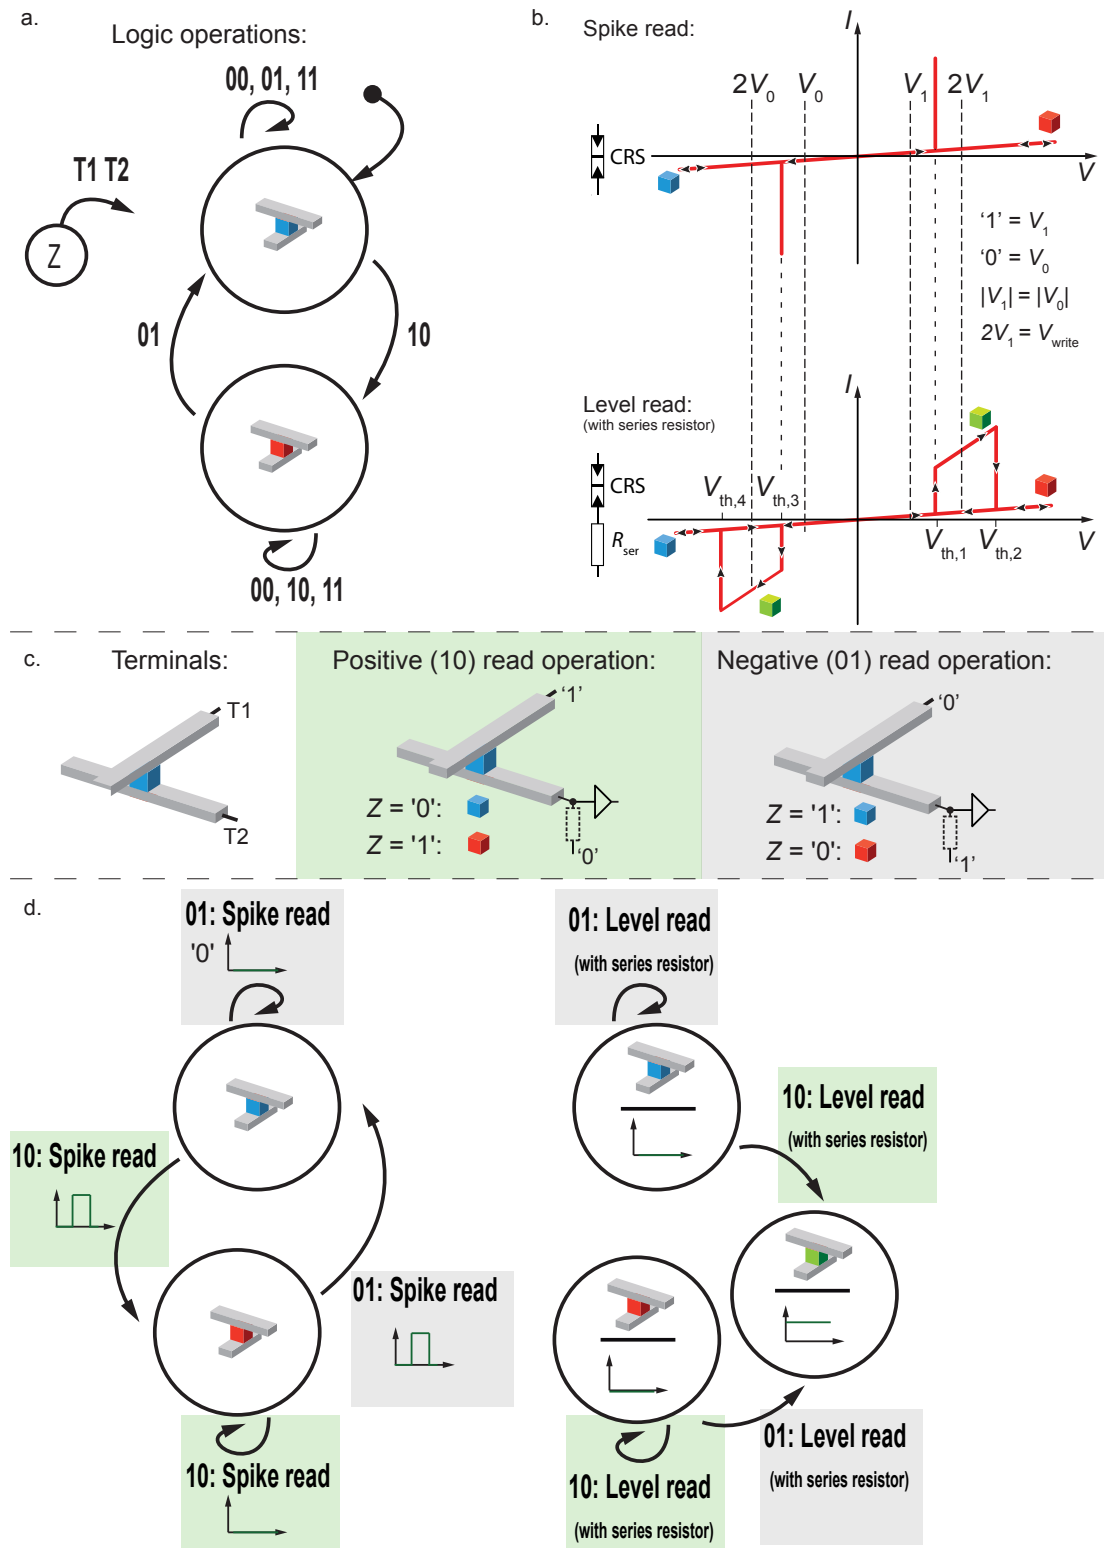 a.
Logic operations:
00, 01, 11
T1 T2
Z
01
10
00, 10, 11
b.
Spike read:
I
2V0
V0
V1
2V1
CRS
V
'1' = V1
'0' = V0
|V1| = |V0|
2V1 = Vwrite
Level read:
(with series resistor)
I
CRS
Rser
Vth,4
Vth,3
V
Vth,1
Vth,2
c.
Terminals:
T1
T2
Positive (10) read operation:
'1'
Z = '0':
Z = '1':
'0'
Negative (01) read operation:
'0'
Z = '1':
Z = '0':
'1'
d.
01: Spike read
'0'
10: Spike read
01: Spike read
10: Spike read
01: Level read
(with series resistor)
10: Level read
(with series resistor)
01: Level read
(with series resistor)
10: Level read
(with series resistor)